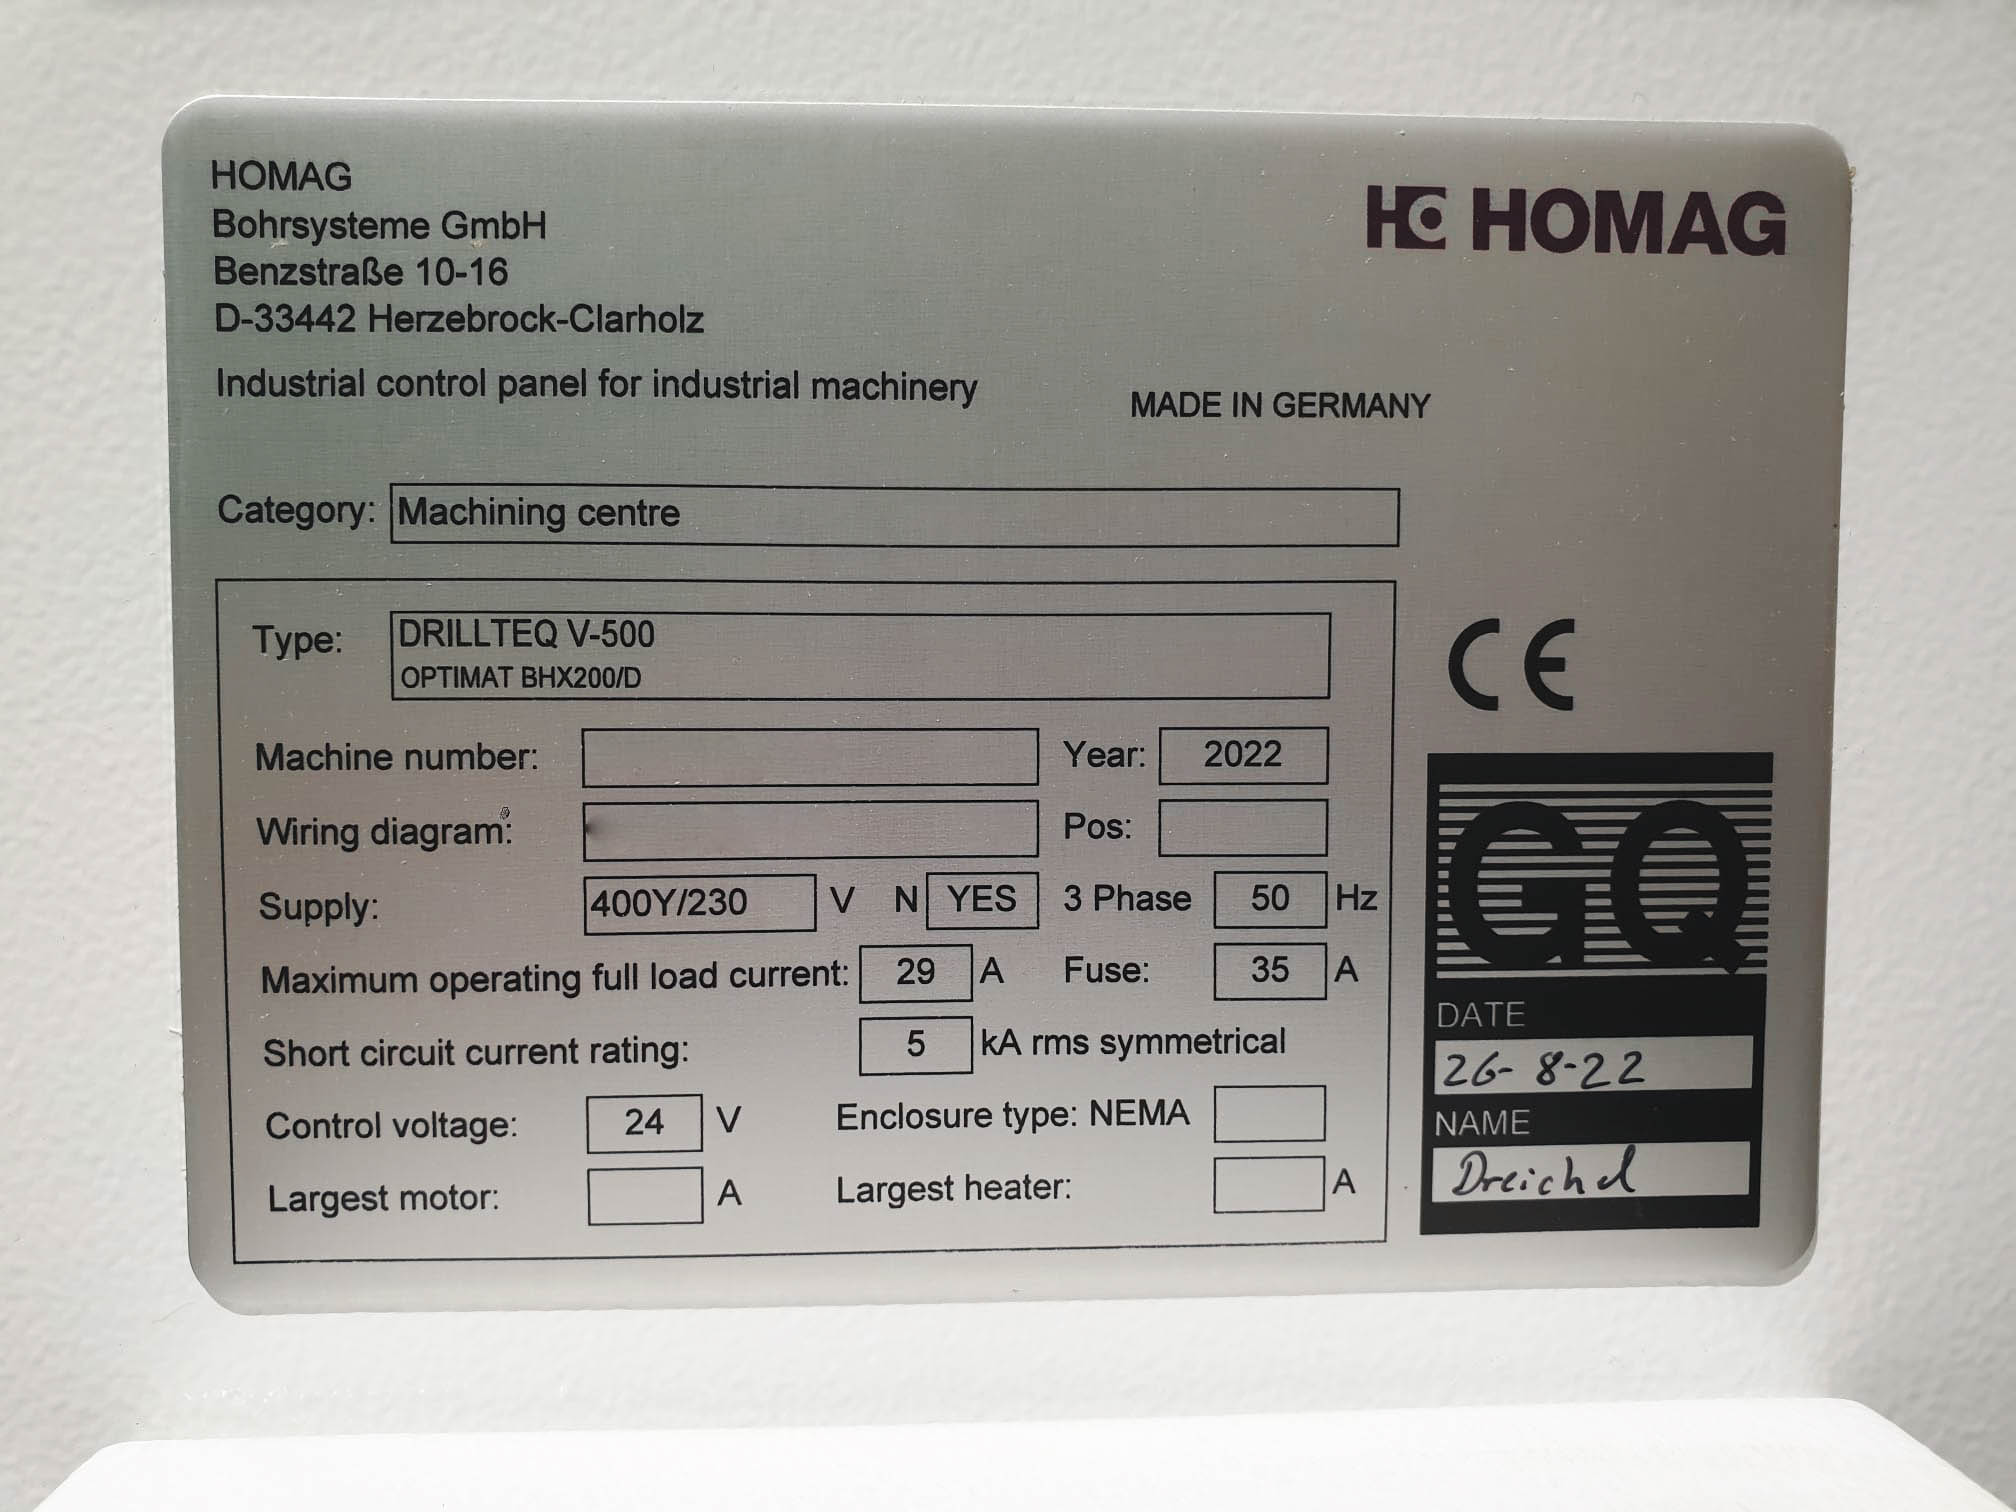 HOMAG
Bohrsysteme GmbH
Benzstraße 10-16
D-33442 Herzebrock-Clarholz
HC HOMAG
Industrial control panel for industrial machinery
MADE IN GERMANY
Category: Machining centre
Type: DRILLTEQ V-500
OPTIMAT BHX200/D
CE
Machine number: Year: 2022
Wiring diagram: Pos:
Supply: 400Y/230 V N YES 3 Phase 50 Hz
Maximum operating full load current: 29 A Fuse: 35 A
Short circuit current rating: 5 kA rms symmetrical
Control voltage: 24 V Enclosure type: NEMA
Largest motor: A Largest heater: A
GQ
DATE
26-8-22
NAME
Dreichel